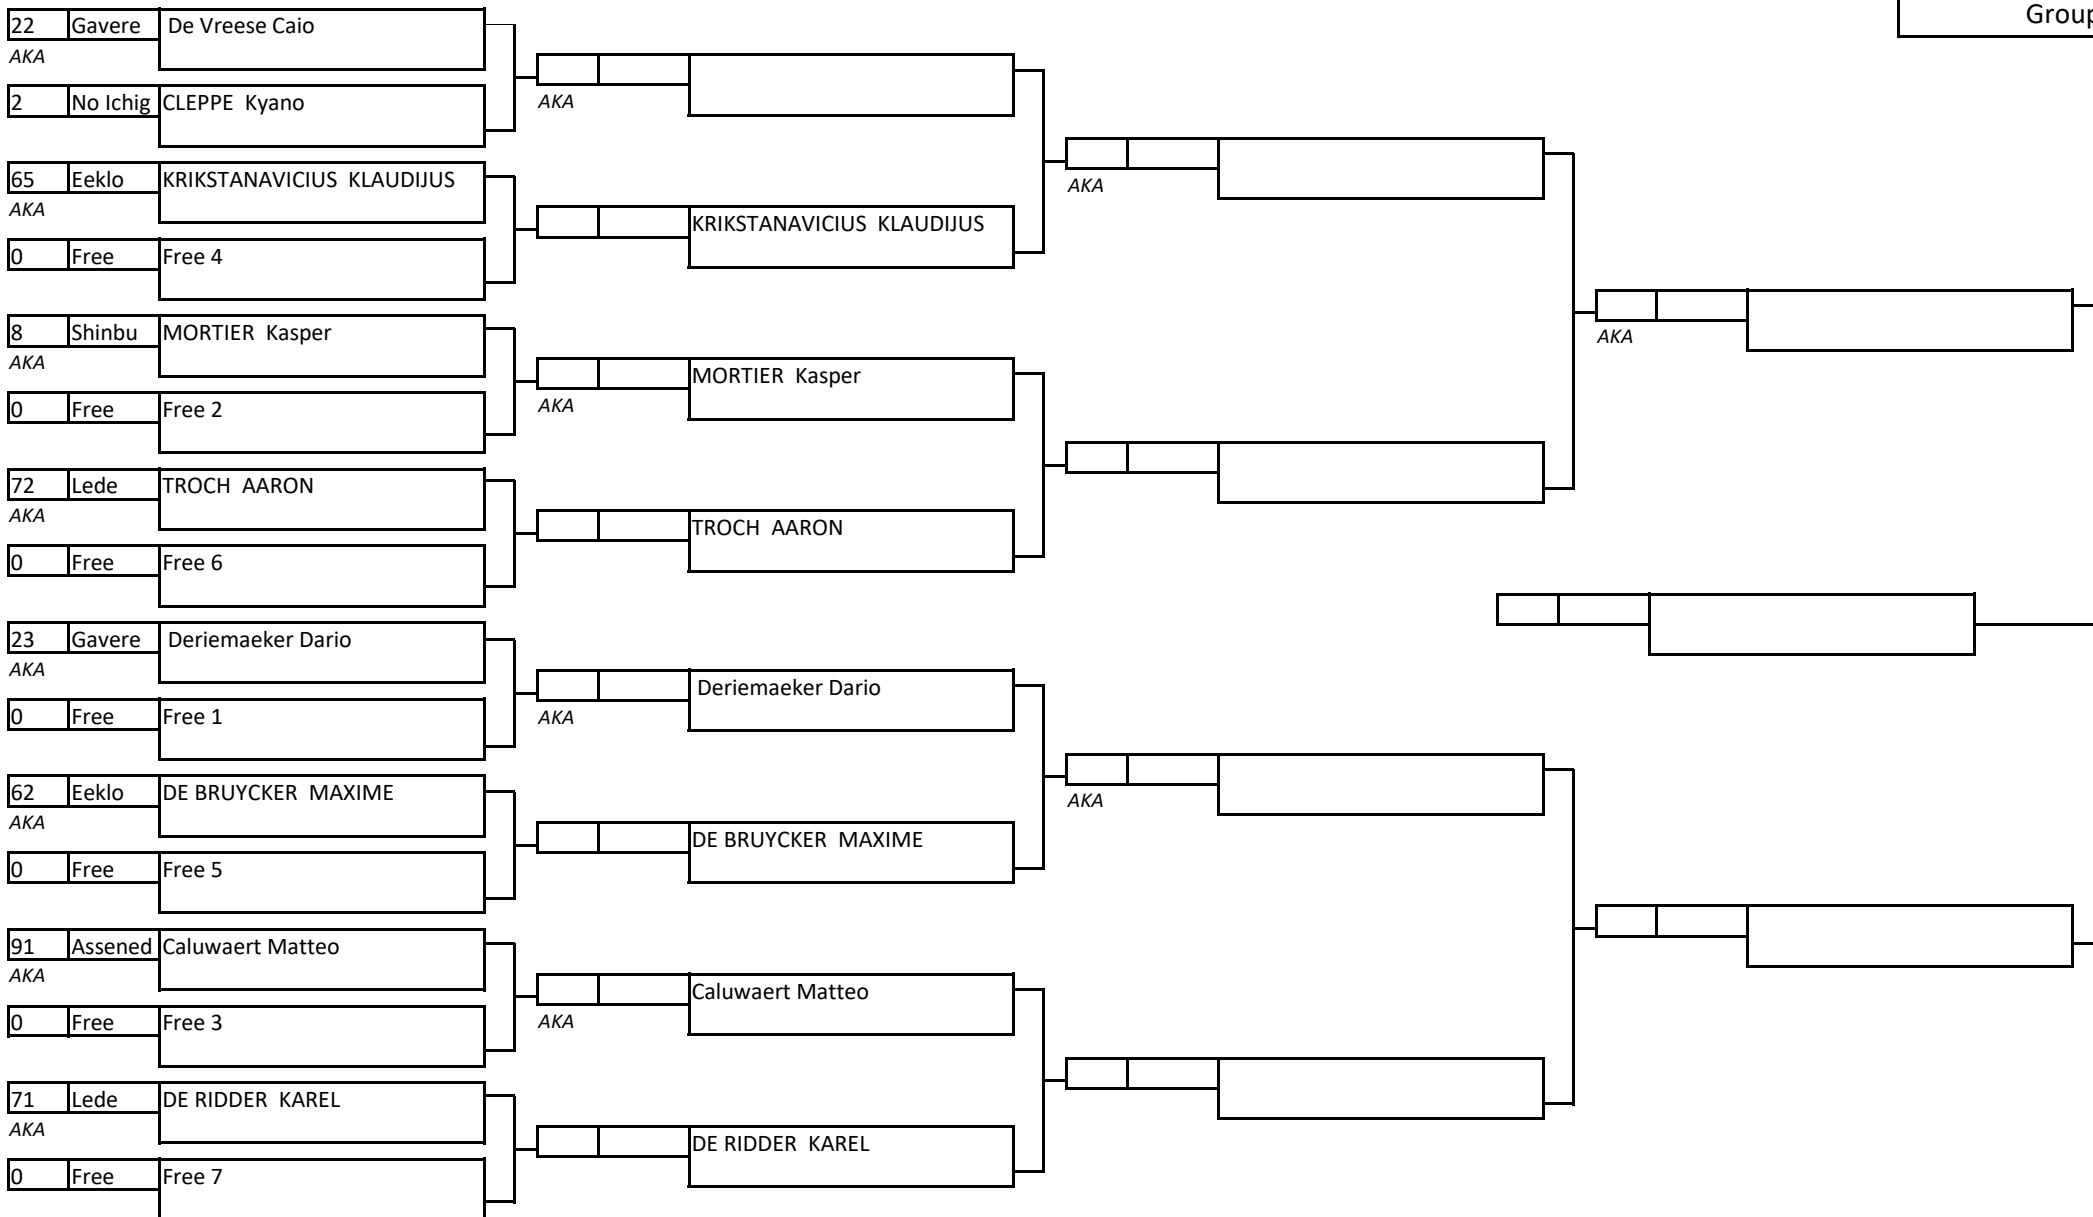 Group
22 Gavere De Vreese Caio
AKA
2 No Ichig CLEPPE Kyano
AKA
65 Eeklo KRIKSTANAVICIUS KLAUDIJUS
AKA
AKA
KRIKSTANAVICIUS KLAUDIJUS
0 Free Free 4
8 Shinbu MORTIER Kasper
AKA
AKA
MORTIER Kasper
0 Free Free 2
AKA
72 Lede TROCH AARON
AKA
TROCH AARON
0 Free Free 6
23 Gavere Deriemaeker Dario
AKA
Deriemaeker Dario
0 Free Free 1
AKA
62 Eeklo DE BRUYCKER MAXIME
AKA
AKA
DE BRUYCKER MAXIME
0 Free Free 5
91 Assened Caluwaert Matteo
AKA
Caluwaert Matteo
0 Free Free 3
AKA
71 Lede DE RIDDER KAREL
AKA
DE RIDDER KAREL
0 Free Free 7